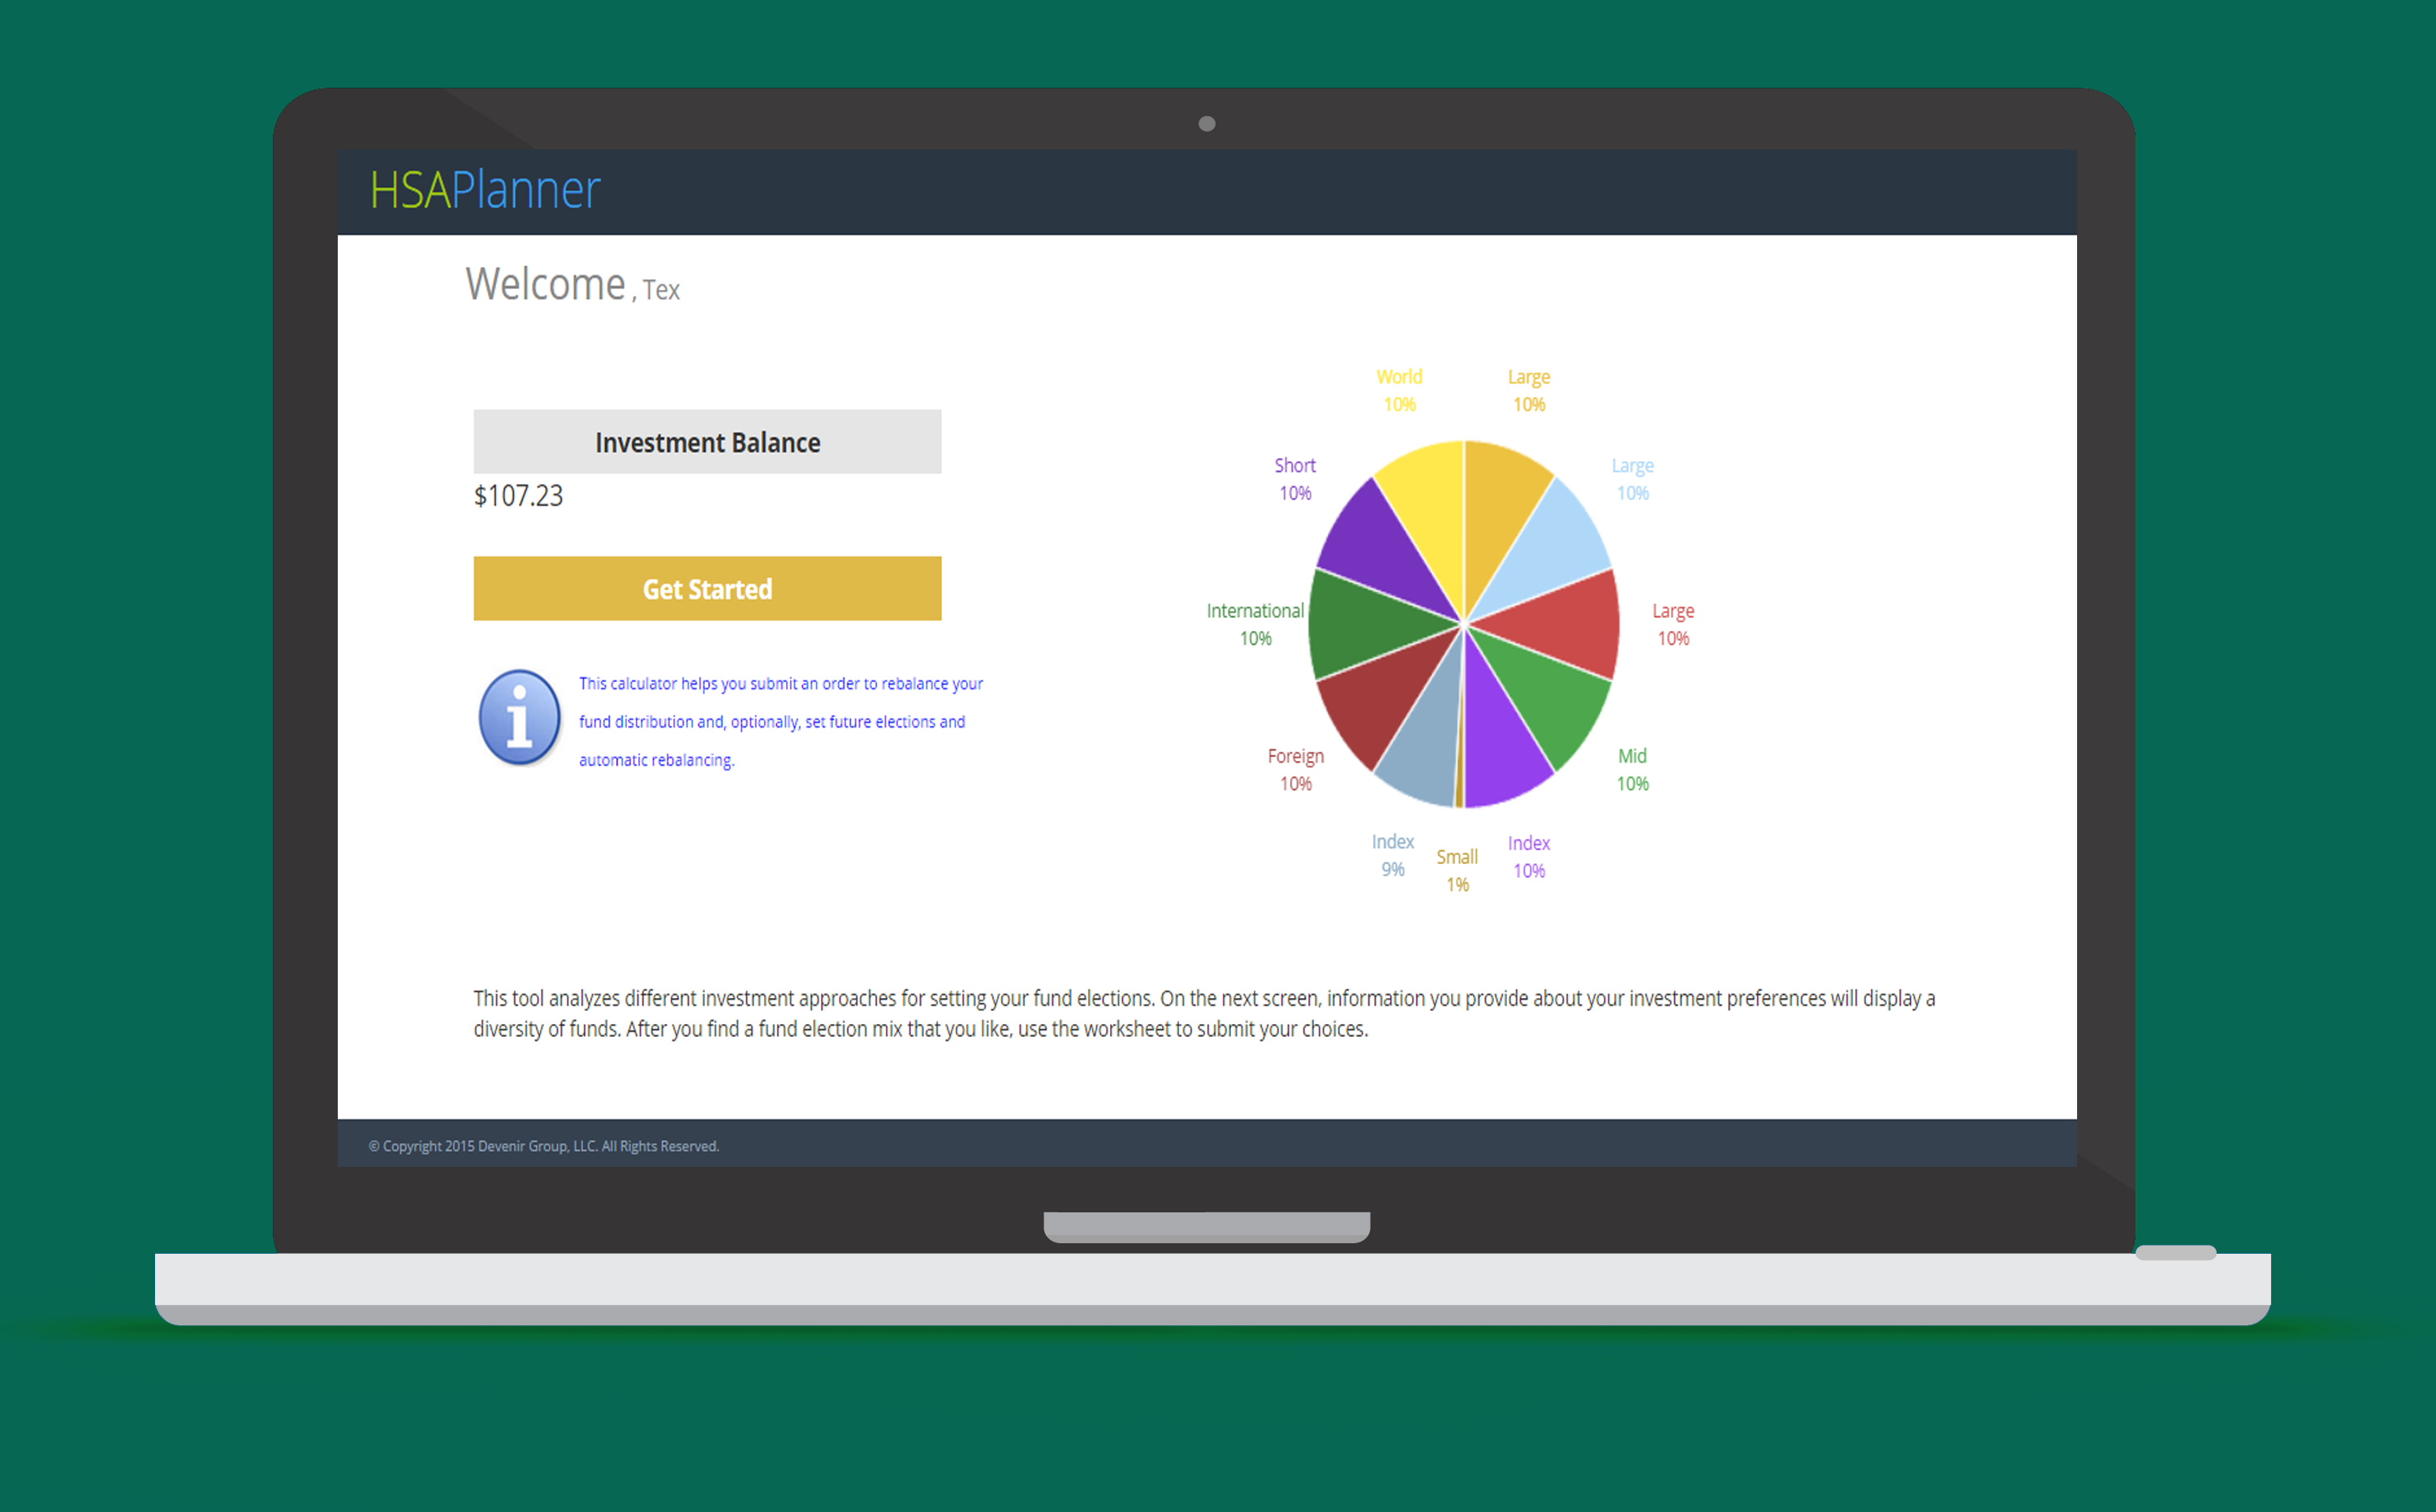 HSAPlanner
Welcome , Tex
Investment Balance
$107.23
Get Started
This calculator helps you submit an order to rebalance your
fund distribution and, optionally, set future elections and
automatic rebalancing.
World
10%
Large
10%
Short
10%
Large
10%
International
10%
Large
10%
Foreign
10%
Mid
10%
Index
9%
Small
1%
Index
10%
This tool analyzes different investment approaches for setting your fund elections. On the next screen, information you provide about your investment preferences will display a
diversity of funds. After you find a fund election mix that you like, use the worksheet to submit your choices.
© Copyright 2015 Devenir Group, LLC. All Rights Reserved.